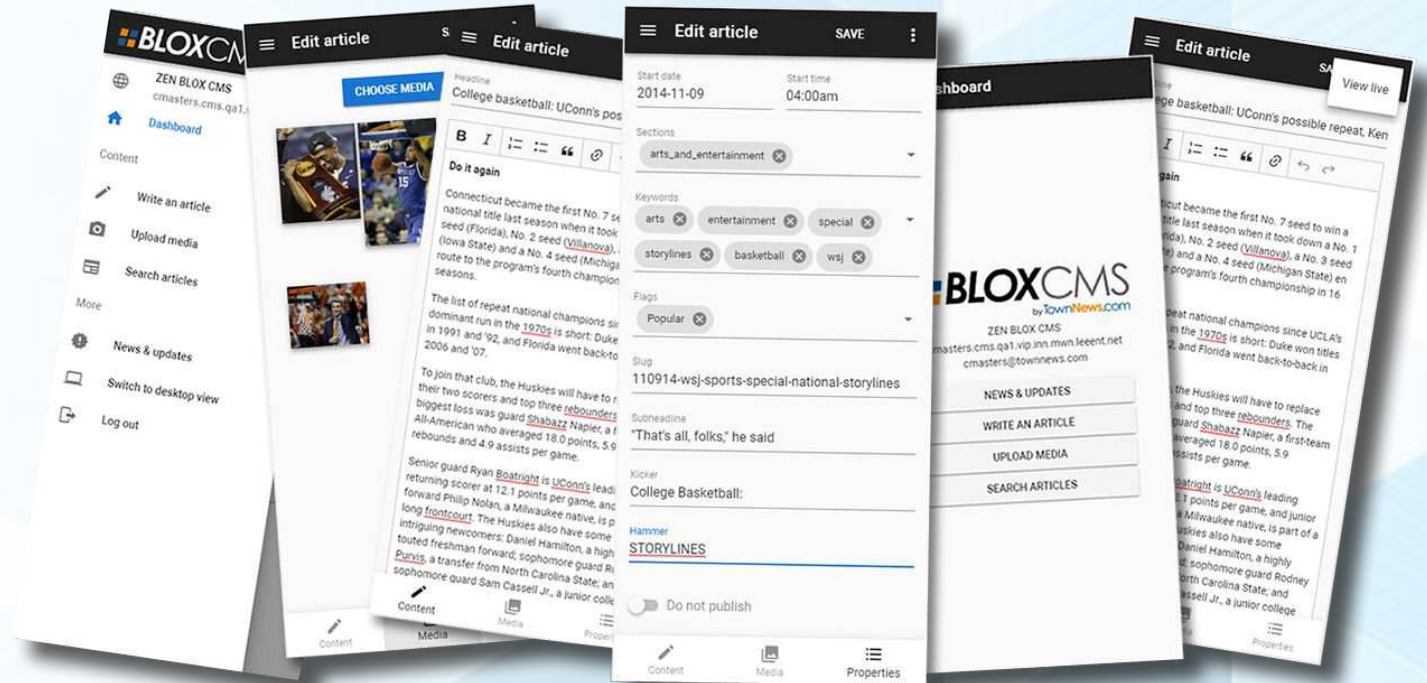 BLOXCM
ZEN BLOX CMS
cmasters.cms.qa1.
Dashboard
Content
Write an article
Upload media
Search articles
More
News & updates
Switch to desktop view
Log out
Edit article
S
CHOOSE MEDIA
15
Content
Media
Edit article
Headline
College basketball: UConn's pos
B I
Do it again
Connecticut became the first No. 7 se
national title last season when it took
seed (Florida), No. 2 seed (Villanova),
(Iowa State) and a No. 4 seed (Michiga
route to the program's fourth champion
seasons.
The list of repeat national champions sin
dominant run in the 1970s is short: Duke
in 1991 and '92, and Florida went back-to
2006 and '07.
To join that club, the Huskies will have to r
their two scorers and top three rebounders
biggest loss was guard Shabazz Napier, a f
All-American who averaged 18.0 points, 5.9
rebounds and 4.9 assists per game.
Senior guard Ryan Boatright is UConn's leadi
returning scorer at 12.1 points per game, and
forward Philip Nolan, a Milwaukee native, is p
long frontcourt. The Huskies also have some
intriguing newcomers: Daniel Hamilton, a high
touted freshman forward; sophomore guard Ro
Purvis, a transfer from North Carolina State; an
sophomore guard Sam Cassell Jr., a junior colle
Content
Media
Proper
Edit article
SAVE
Start date
Start time
2014-11-09
04:00am
Sections
arts_and_entertainment
Keywords
arts entertainment special
storylines basketball wsj
Flags
Popular
Slug
110914-wsj-sports-special-national-storylines
Subheadline
"That's all, folks," he said
Kicker
College Basketball:
Hammer
STORYLINES
Do not publish
Content
Media
Properties
shboard
BLOXCMS
by TownNews.com
ZEN BLOX CMS
masters.cms.qa1.vip.inn.mwn.leeent.net
cmasters@townnews.com
NEWS & UPDATES
WRITE AN ARTICLE
UPLOAD MEDIA
SEARCH ARTICLES
Edit article
SA
View live
ege basketball: UConn's possible repeat, Ken
I
gain
ticut became the first No. 7 seed to win a
title last season when it took down a No. 1
rida), No. 2 seed (Villanova), a No. 3 seed
te) and a No. 4 seed (Michigan State) en
program's fourth championship in 16
peat national champions since UCLA's
in the 1970s is short: Duke won titles
2, and Florida went back-to-back in
the Huskies will have to replace
and top three rebounders. The
guard Shabazz Napier, a first-team
averaged 18.0 points, 5.9
ssists per game.
oatright is UConn's leading
2.1 points per game, and junior
a Milwaukee native, is part of a
uskies also have some
Daniel Hamilton, a highly
d; sophomore guard Rodney
orth Carolina State; and
assell Jr., a junior college
Properties